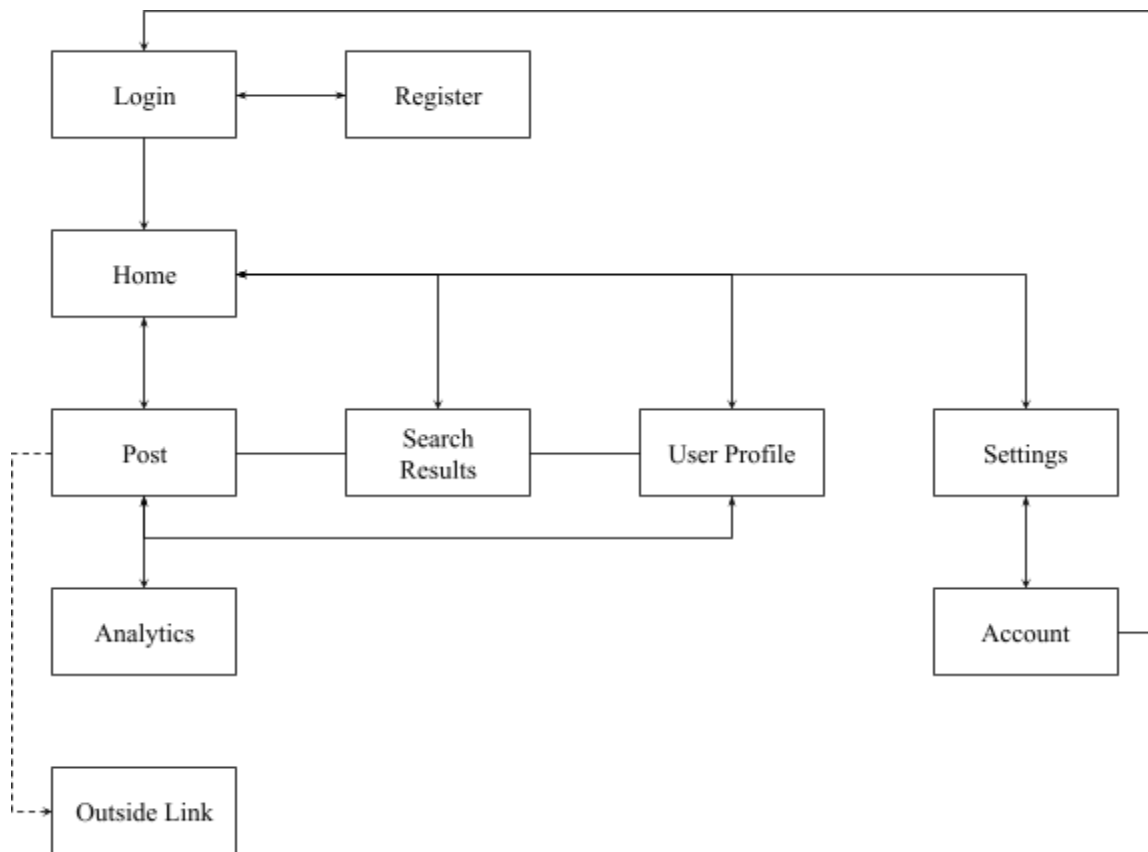 Login
Register
Home
Post
Search
Results
User Profile
Settings
Analytics
Account
Outside Link